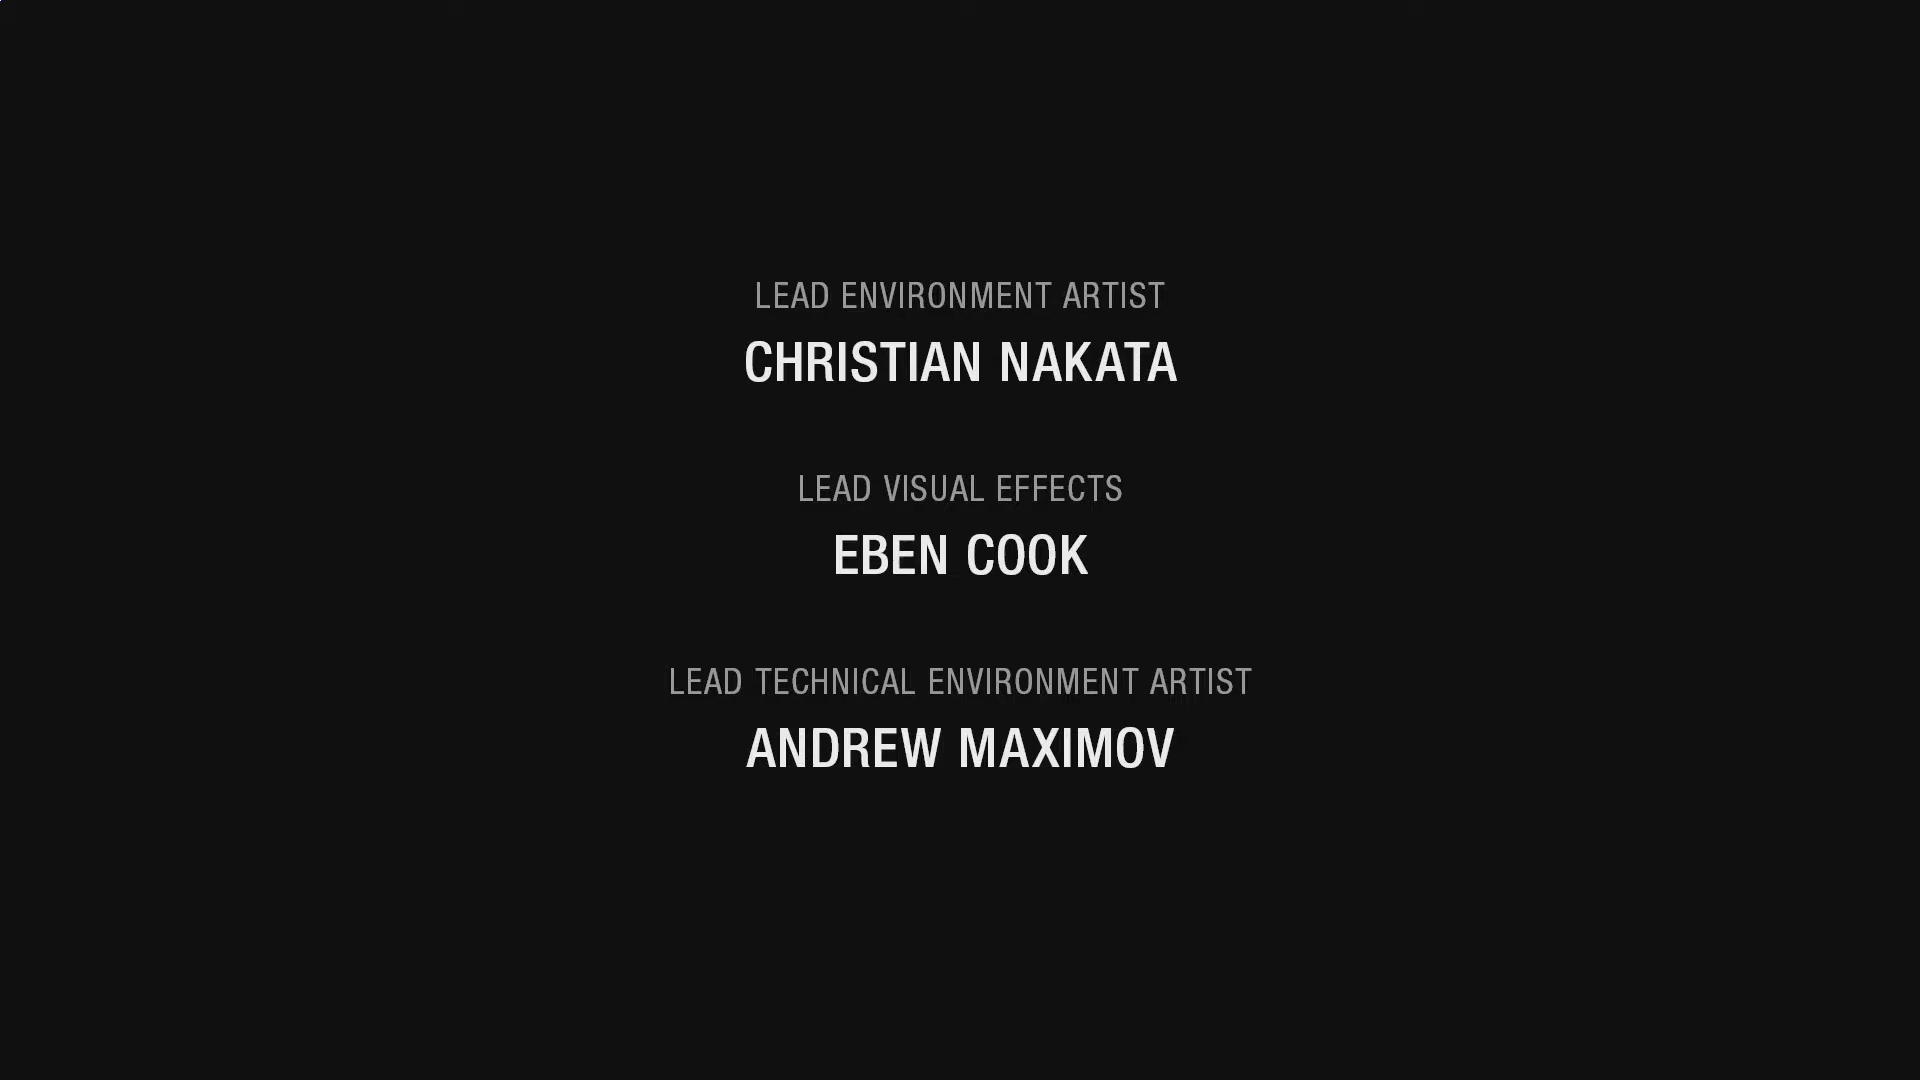 LEAD ENVIRONMENT ARTIST
CHRISTIAN NAKATA
LEAD VISUAL EFFECTS
EBEN COOK
LEAD TECHNICAL ENVIRONMENT ARTIST
ANDREW MAXIMOV